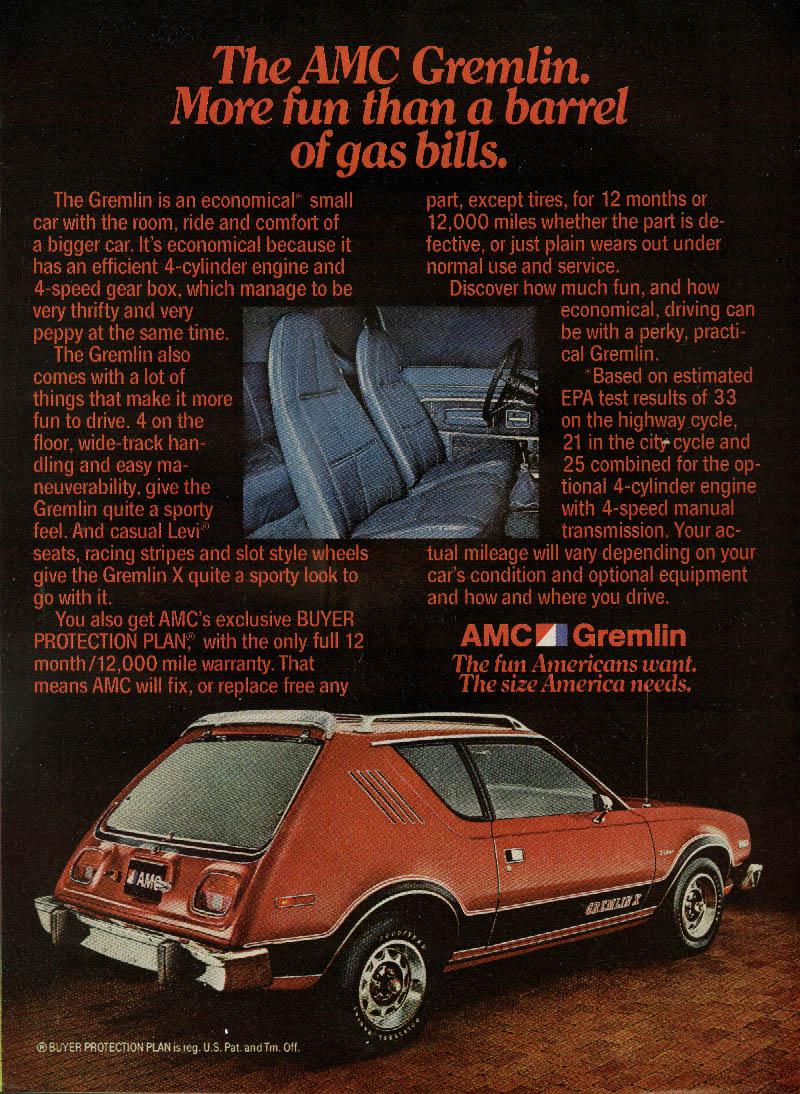 The AMC Gremlin.
More fun than a barrel
of gas bills.
The Gremlin is an economical* small
car with the room, ride and comfort of
a bigger car. It's economical because it
has an efficient 4-cylinder engine and
4-speed gear box, which manage to be
very thrifty and very
peppy at the same time.
The Gremlin also
comes with a lot of
things that make it more
fun to drive. 4 on the
floor, wide-track han-
dling and easy ma-
neuverability, give the
Gremlin quite a sporty
feel. And casual Levi®
seats, racing stripes and slot style wheels
give the Gremlin X quite a sporty look to
go with it.
You also get AMC's exclusive BUYER
PROTECTION PLAN,® with the only full 12
month/12,000 mile warranty. That
means AMC will fix, or replace free any
part, except tires, for 12 months or
12,000 miles whether the part is de-
fective, or just plain wears out under
normal use and service.
Discover how much fun, and how
economical, driving can
be with a perky, practi-
cal Gremlin.
*Based on estimated
EPA test results of 33
on the highway cycle,
21 in the city cycle and
25 combined for the op-
tional 4-cylinder engine
with 4-speed manual
transmission. Your ac-
tual mileage will vary depending on your
car's condition and optional equipment
and how and where you drive.
AMC Gremlin
The fun Americans want.
The size America needs.
AMC
GREMLIN X
GOODYEAR
® BUYER PROTECTION PLAN is reg. U.S. Pat. and Tm. Off.